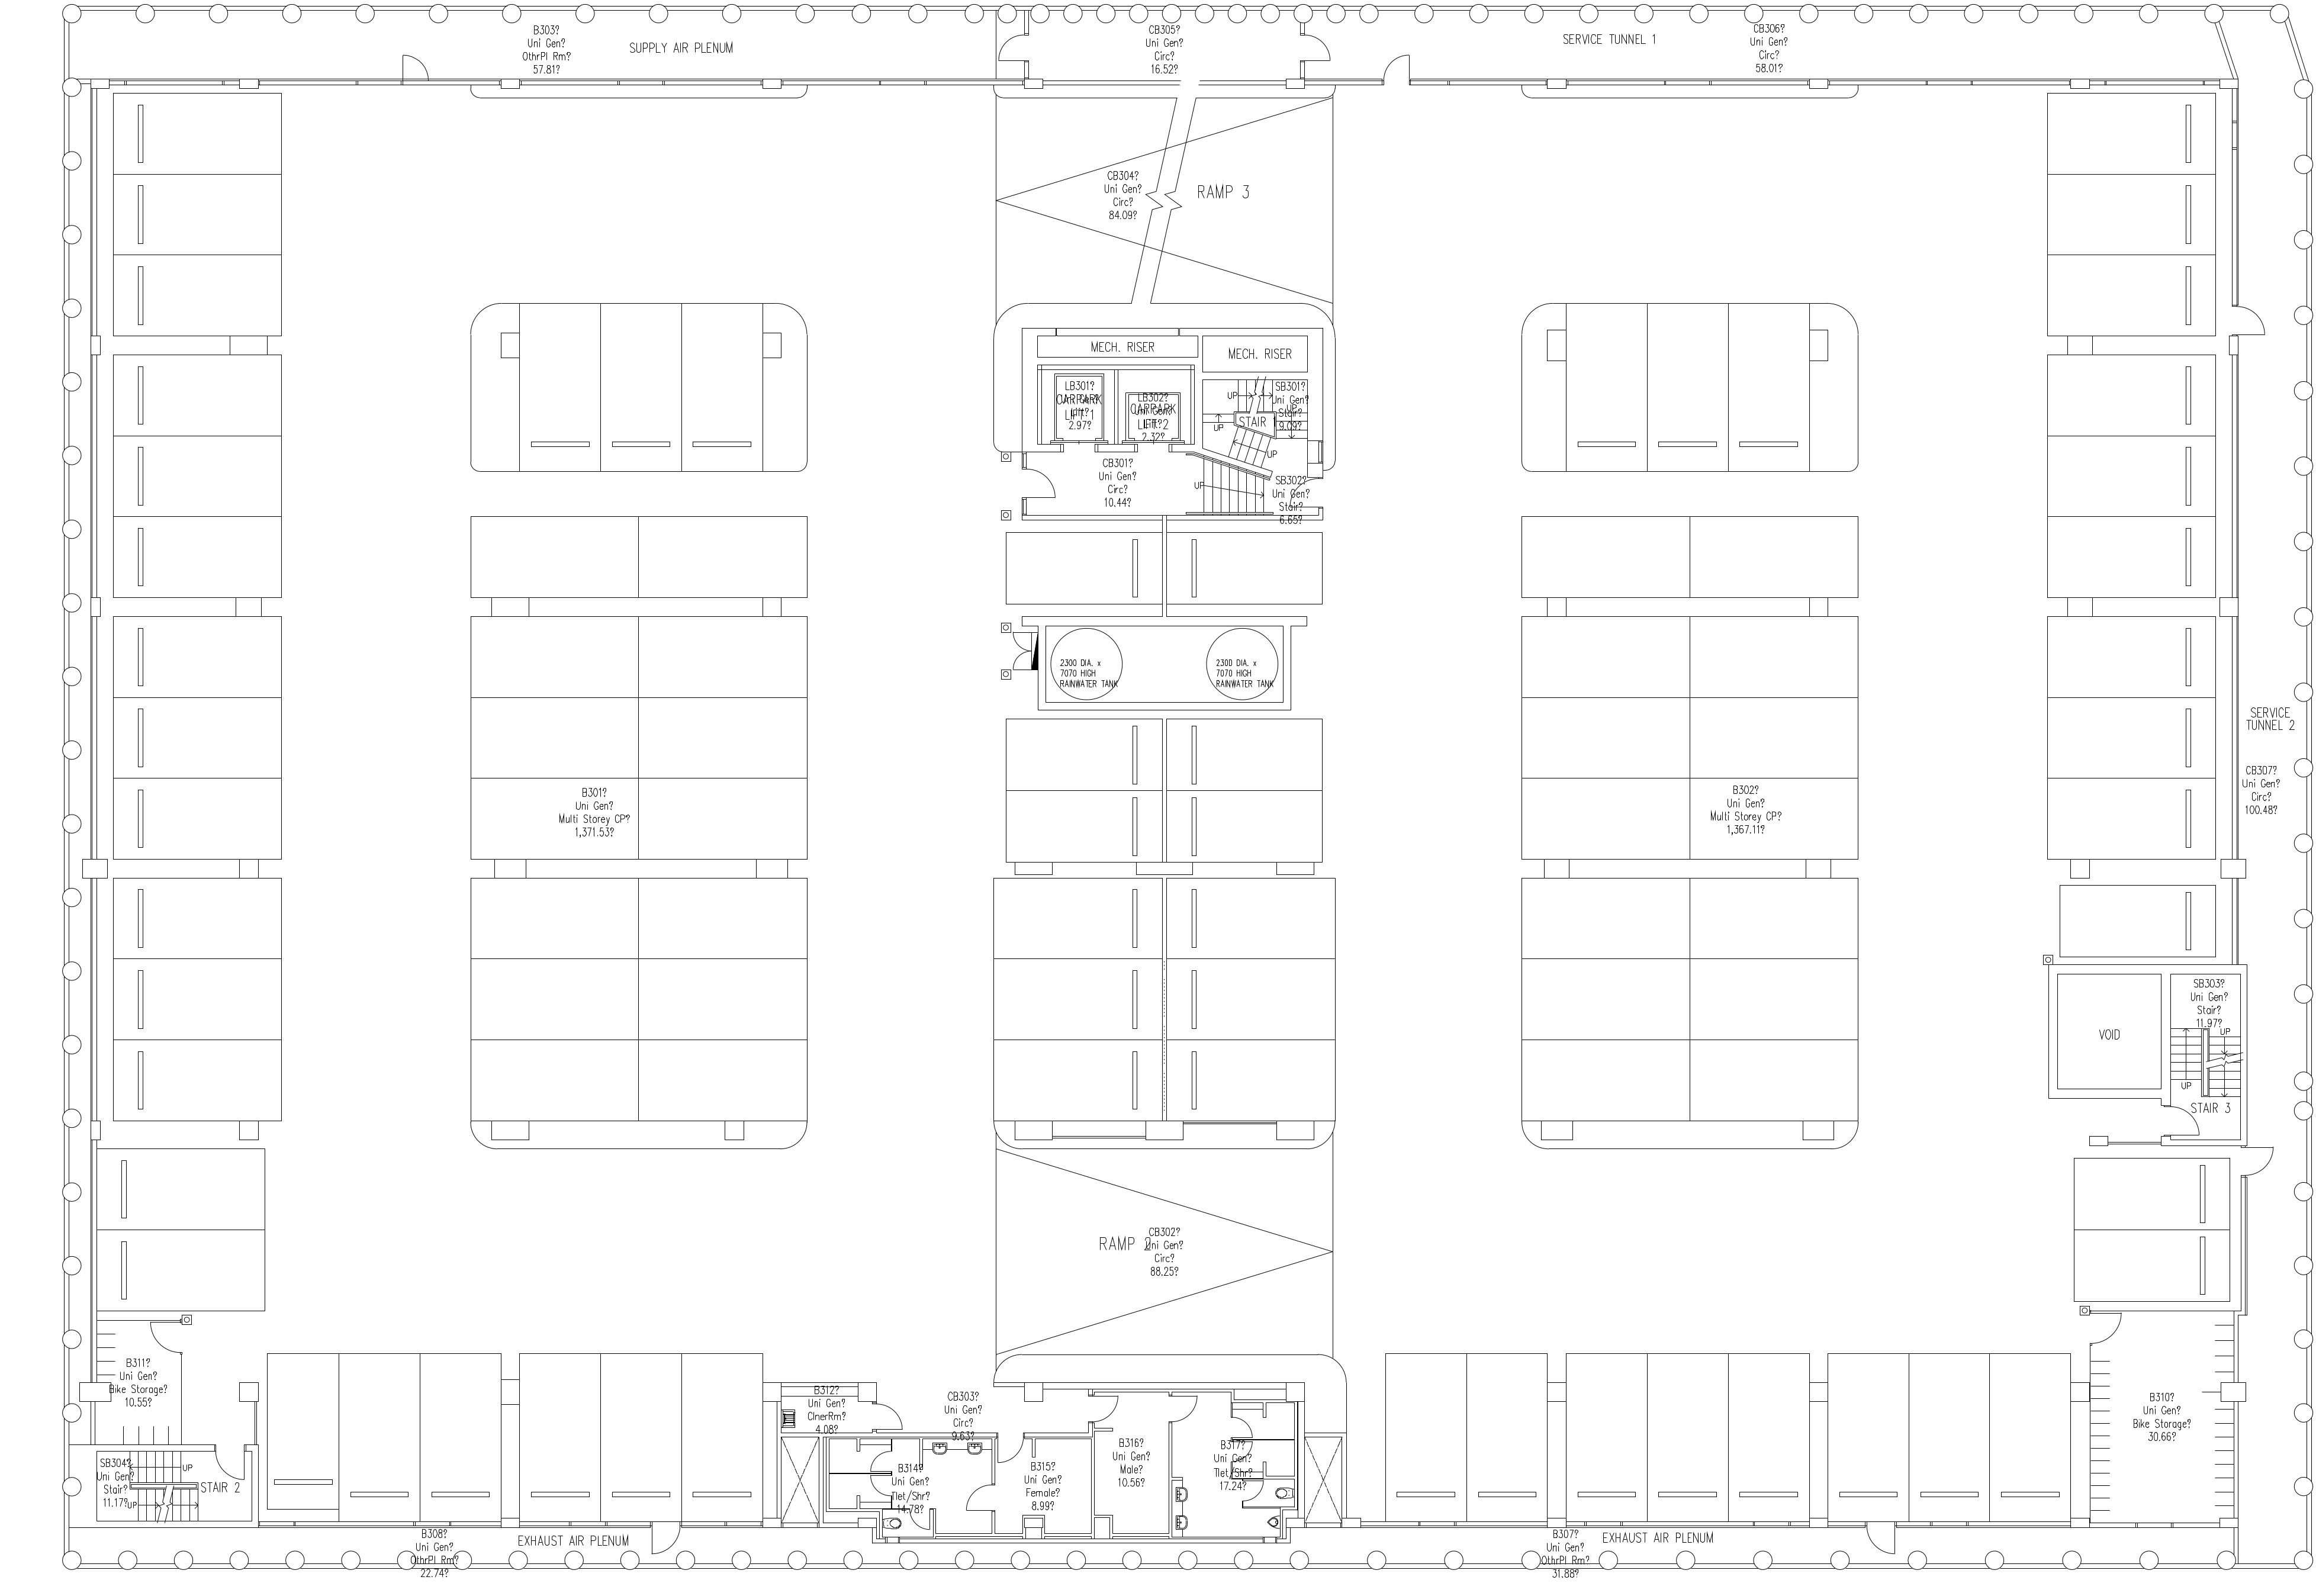 B303?
Uni Gen?
OthrPl Rm?
57.81?
SUPPLY AIR PLENUM
CB305?
Uni Gen?
Circ?
16.52?
SERVICE TUNNEL 1
CB306?
Uni Gen?
Circ?
58.01?
CB304?
Uni Gen?
Circ?
84.09?
RAMP 3
MECH. RISER
MECH. RISER
LB301?
CARPARK
LIFT 1
2.97?
LB302?
Uni Gen?
CARPARK
LIFT 2
2.32?
UP
SB301?
Uni Gen?
Stair?
9.09?
UP
UP
STAIR
UP
CB301?
Uni Gen?
Circ?
10.44?
UP
SB302?
Uni Gen?
Stair?
6.65?
2300 DIA. x
7070 HIGH
RAINWATER TANK
2300 DIA. x
7070 HIGH
RAINWATER TANK
SERVICE
TUNNEL 2
CB307?
Uni Gen?
Circ?
100.48?
B301?
Uni Gen?
Multi Storey CP?
1,371.53?
B302?
Uni Gen?
Multi Storey CP?
1,367.11?
SB303?
Uni Gen?
Stair?
11.97?
UP
VOID
UP
STAIR 3
RAMP 2
CB302?
Uni Gen?
Circ?
88.25?
B311?
Uni Gen?
Bike Storage?
10.55?
B312?
Uni Gen?
ClnerRm?
4.08?
CB303?
Uni Gen?
Circ?
9.63?
B310?
Uni Gen?
Bike Storage?
30.66?
SB304?
Uni Gen?
Stair?
11.17?
UP
UP
STAIR 2
B314?
Uni Gen?
Tlet/Shr?
14.78?
B315?
Uni Gen?
Female?
8.99?
B316?
Uni Gen?
Male?
10.56?
B317?
Uni Gen?
Tlet/Shr?
17.24?
B308?
Uni Gen?
OthrPl Rm?
22.74?
EXHAUST AIR PLENUM
B307?
Uni Gen?
OthrPl Rm?
31.88?
EXHAUST AIR PLENUM